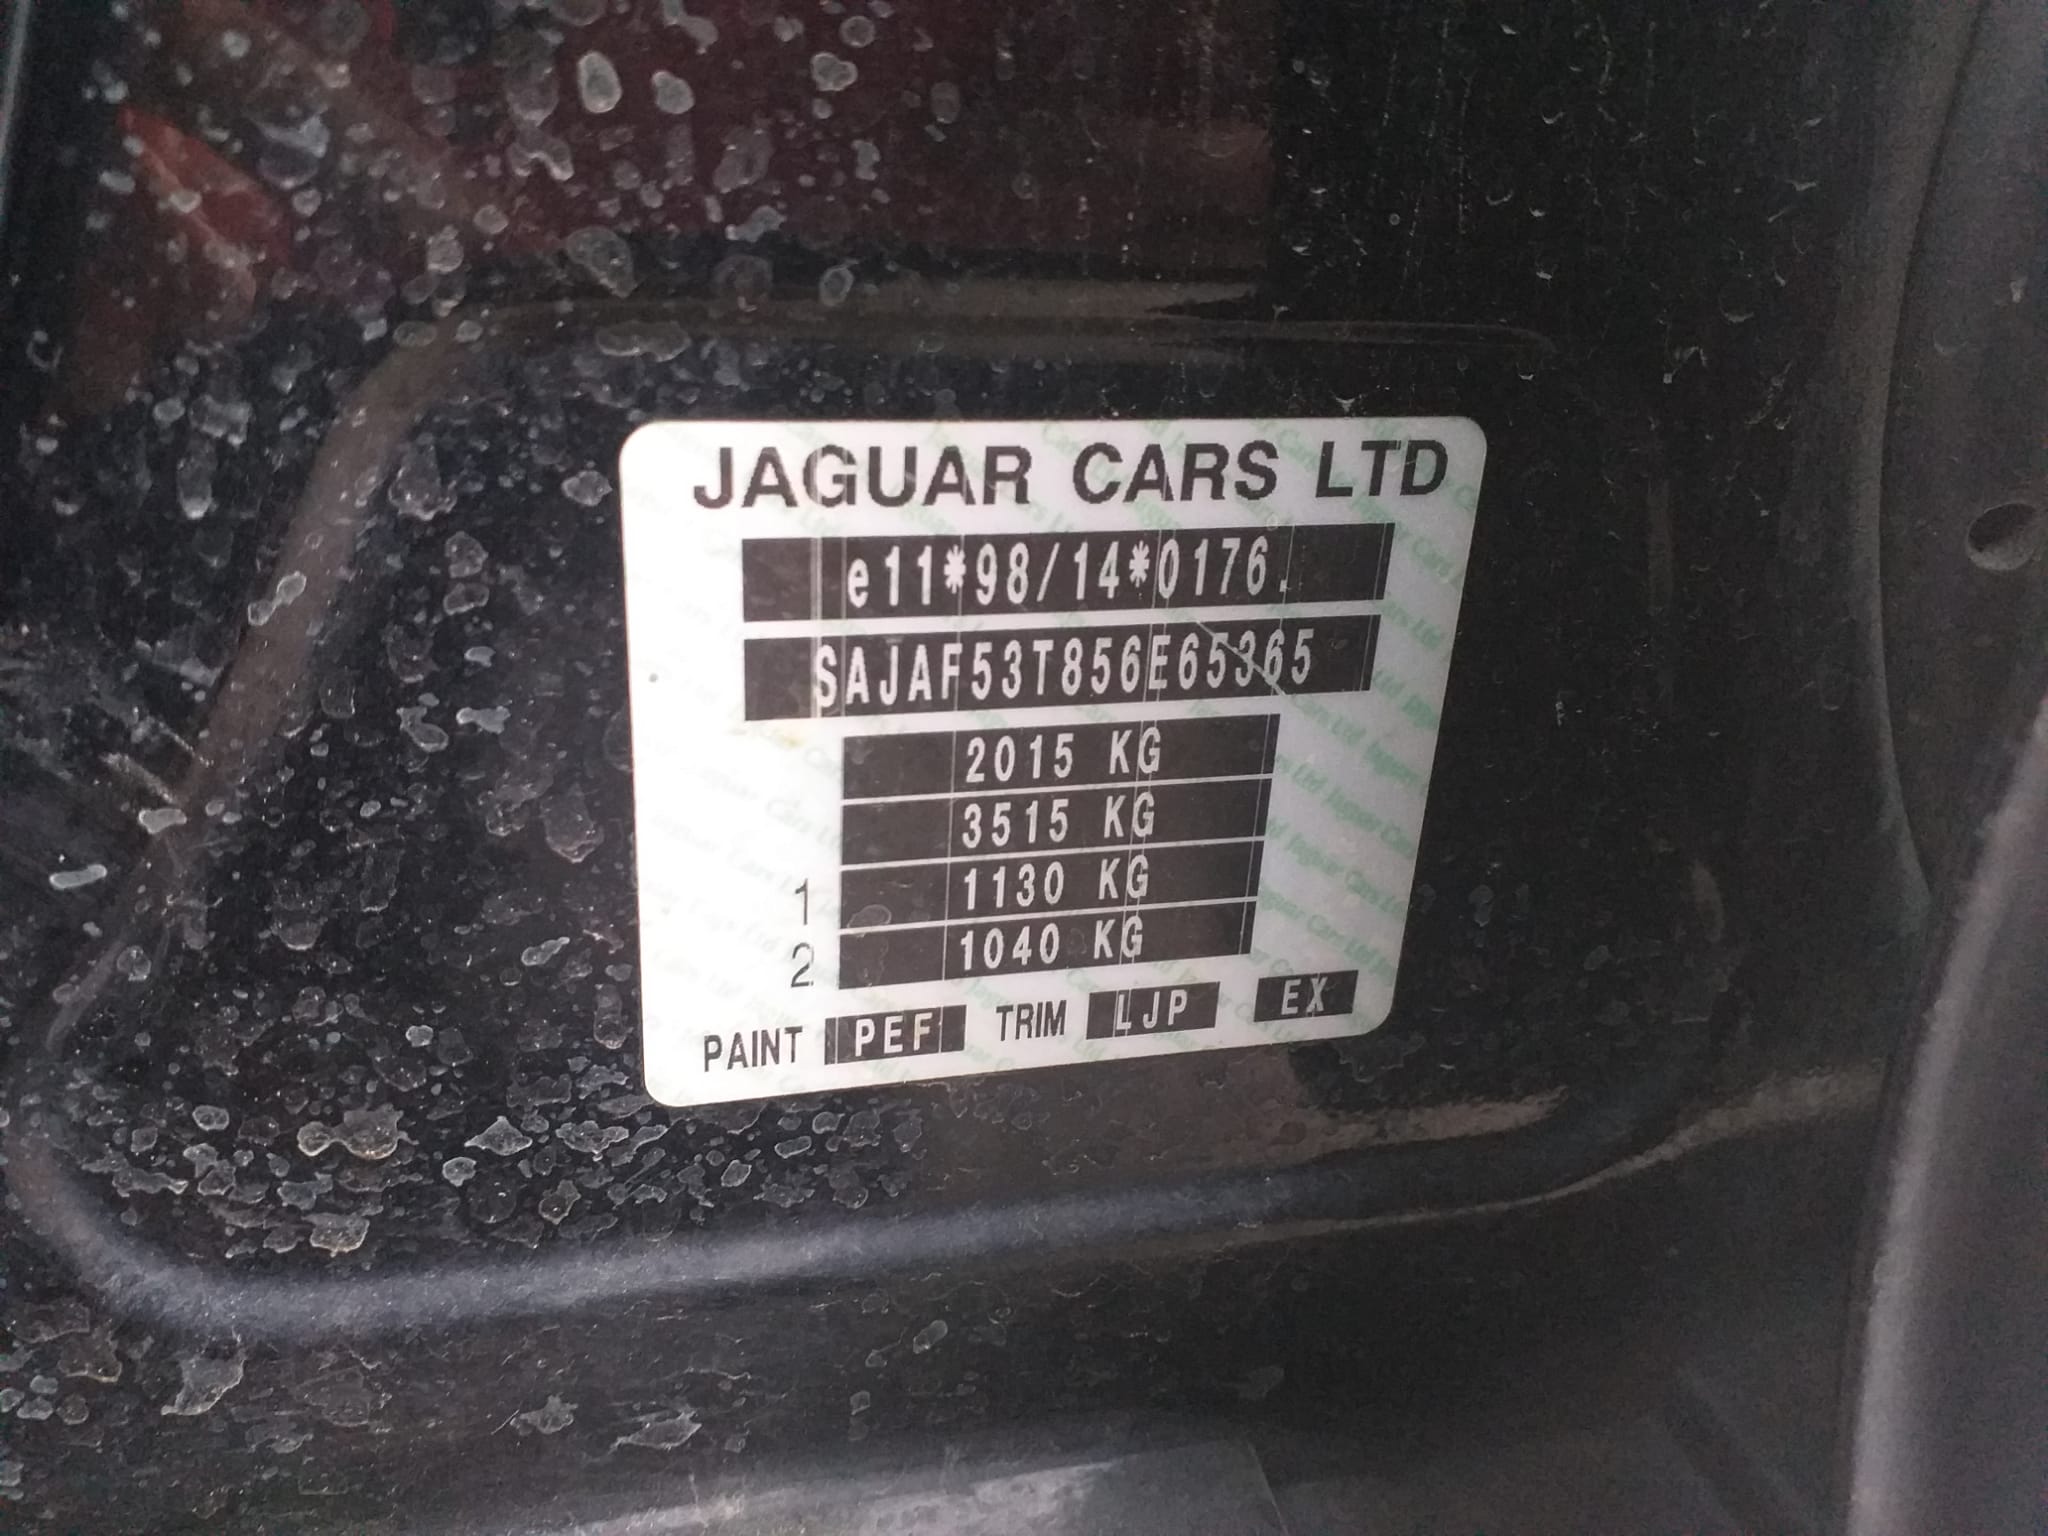 JAGUAR CARS LTD
e11*98/14*0176.
SAJAF53T856E65365
2015 KG
3515 KG
1 1130 KG
2 1040 KG
PAINT PEF TRIM LJP EX